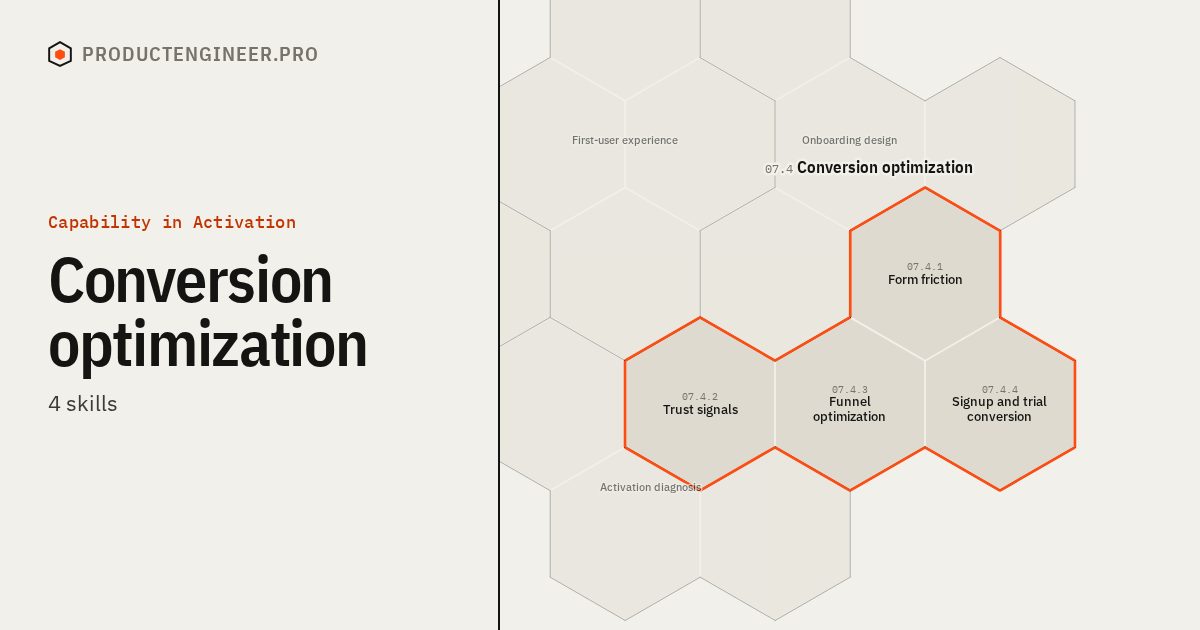 PRODUCTENGINEER.PRO
Capability in Activation
Conversion
optimization
4 skills
First-user experience
Onboarding design
07.4 Conversion optimization
07.4.1
Form friction
07.4.2
Trust signals
07.4.3
Funnel
optimization
07.4.4
Signup and trial
conversion
Activation diagnosis